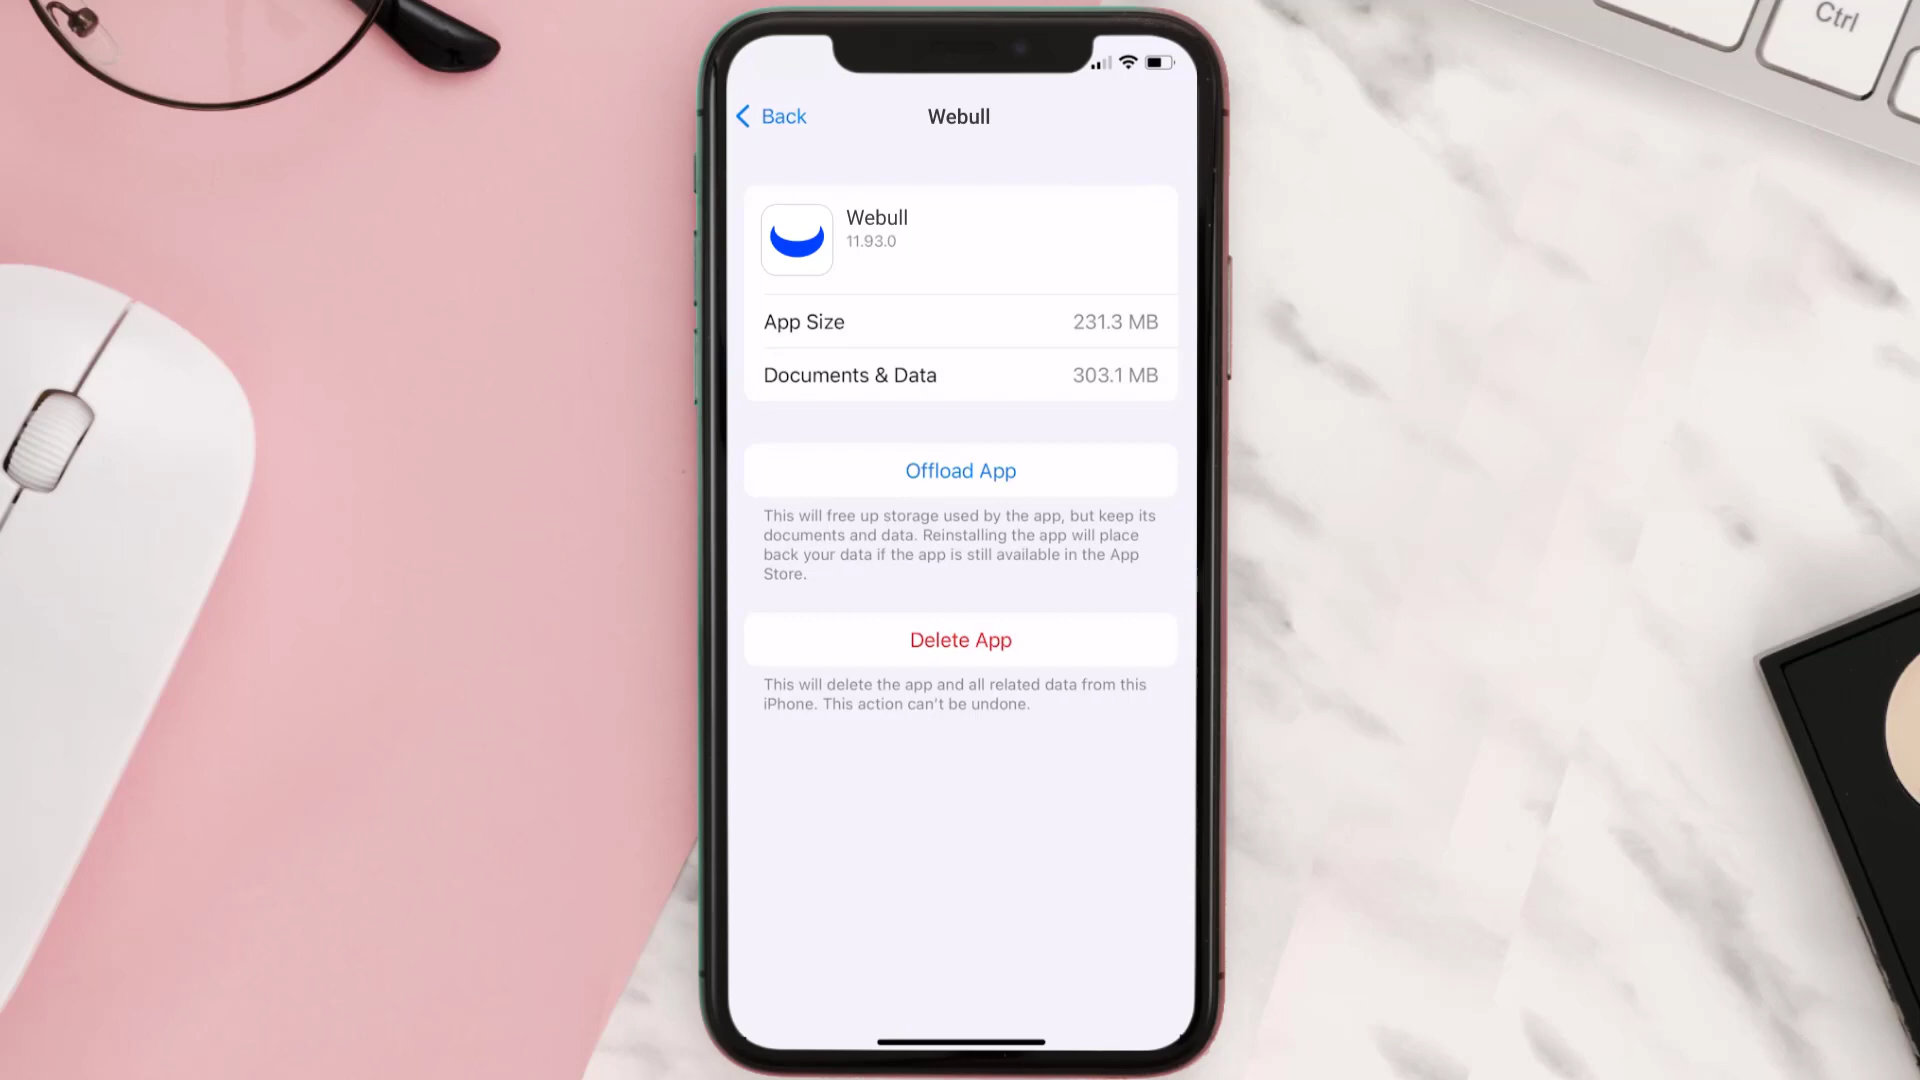 Ctrl
Back
Webull
Webull
11.93.0
App Size 231.3 MB
Documents & Data 303.1 MB
Offload App
This will free up storage used by the app, but keep its
documents and data. Reinstalling the app will place
back your data if the app is still available in the App
Store.
Delete App
This will delete the app and all related data from this
iPhone. This action can't be undone.